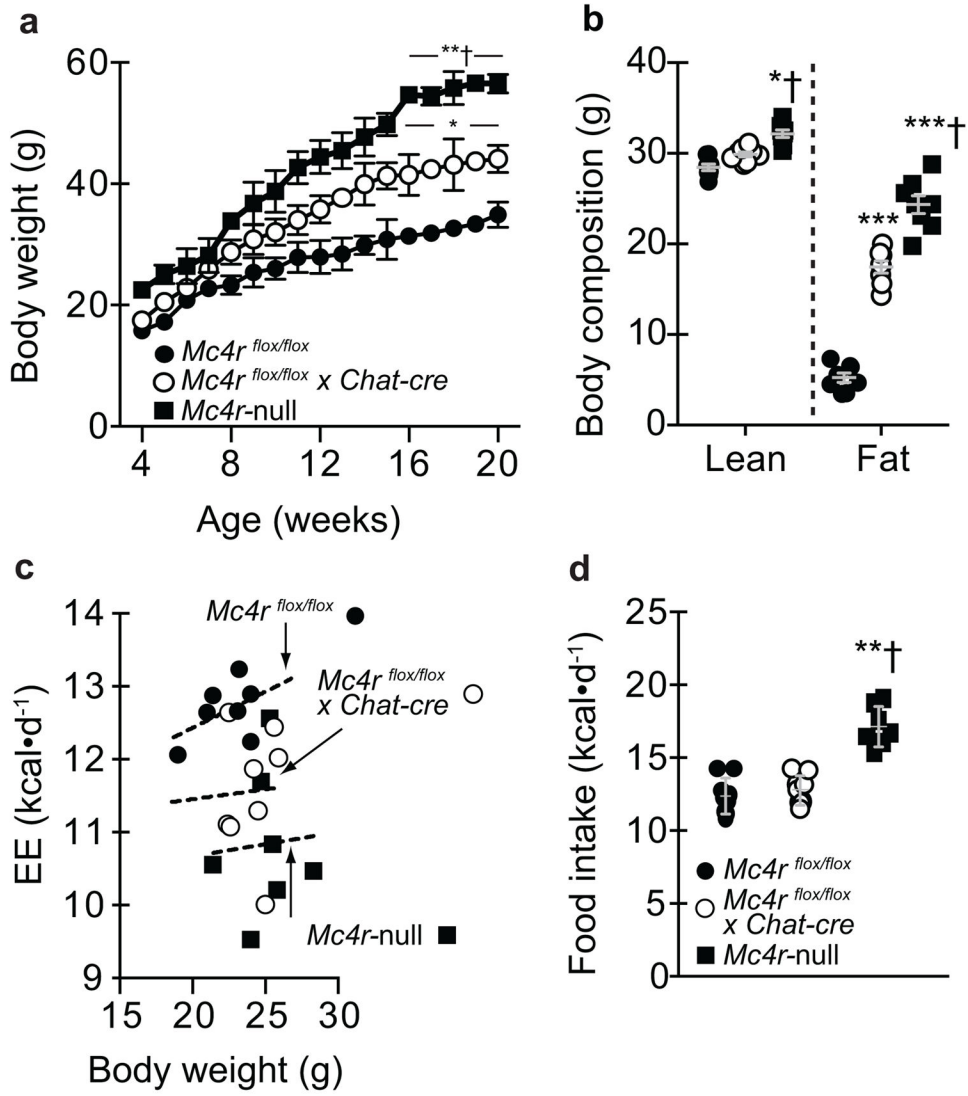 a
Body weight (g)
60
40
20
0
**†
*
Mc4r flox/flox
Mc4r flox/flox x Chat-cre
Mc4r-null
4 8 12 16 20
Age (weeks)
b
Body composition (g)
40
30
20
10
0
*†
***
***†
Lean Fat
c
EE (kcal•d-1)
14
13
12
11
10
9
Mc4r flox/flox
Mc4r flox/flox
x Chat-cre
Mc4r-null
15 20 25 30
Body weight (g)
d
Food intake (kcal•d-1)
25
20
15
10
5
0
**†
Mc4r flox/flox
Mc4r flox/flox
x Chat-cre
Mc4r-null